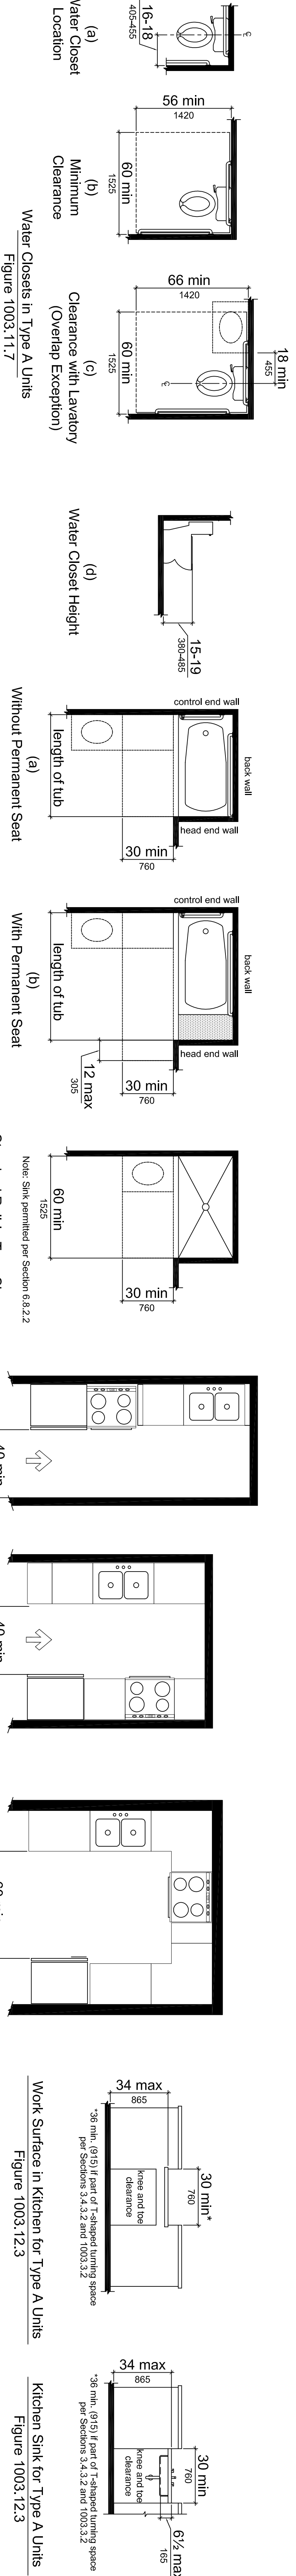 16-18
405-455
(a)
Water Closet
Location
56 min
1420
60 min
1525
(b)
Minimum
Clearance
66 min
1420
18 min
455
60 min
1525
(c)
Clearance with Lavatory
(Overlap Exception)
Water Closets in Type A Units
Figure 1003.11.7
15-19
380-485
(d)
Water Closet Height
control end wall
back wall
head end wall
length of tub
30 min
760
(a)
Without Permanent Seat
control end wall
back wall
head end wall
length of tub
12 max
305
30 min
760
(b)
With Permanent Seat
60 min
1525
30 min
760
Note: Sink permitted per Section 6.8.2.2
40 min
40 min
34 max
865
30 min*
760
knee and toe
clearance
*36 min. (915) if part of T-shaped turning space
per Sections 3.4.3.2 and 1003.3.2
Work Surface in Kitchen for Type A Units
Figure 1003.12.3
34 max
865
30 min
760
6½ max
165
knee and toe
clearance
*36 min. (915) if part of T-shaped turning space
per Sections 3.4.3.2 and 1003.3.2
Kitchen Sink for Type A Units
Figure 1003.12.3